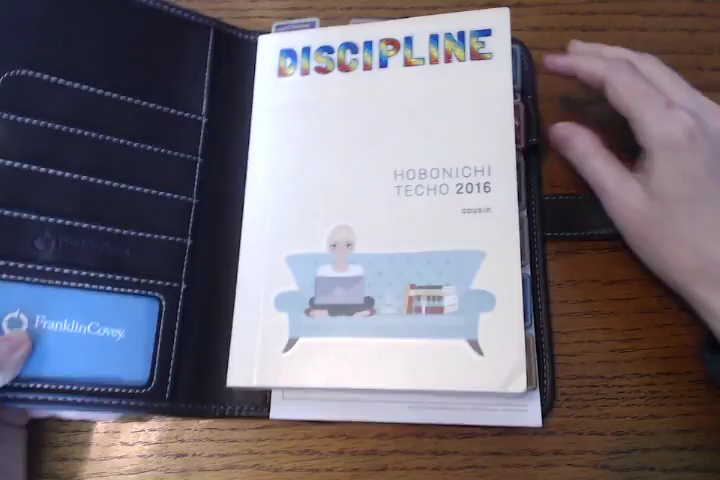 DISCIPLINE
HOBONICHI
TECHO 2016
cousin
FranklinCovey